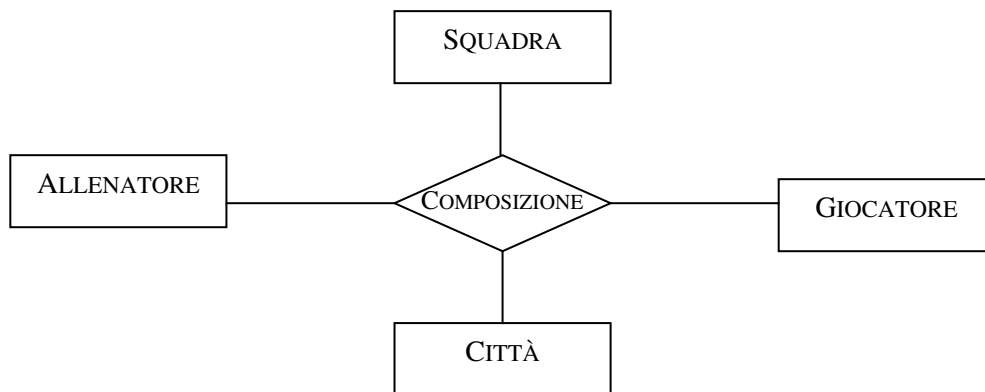 SQUADRA
ALLENATORE
COMPOSIZIONE
GIOCATORE
CITTÀ